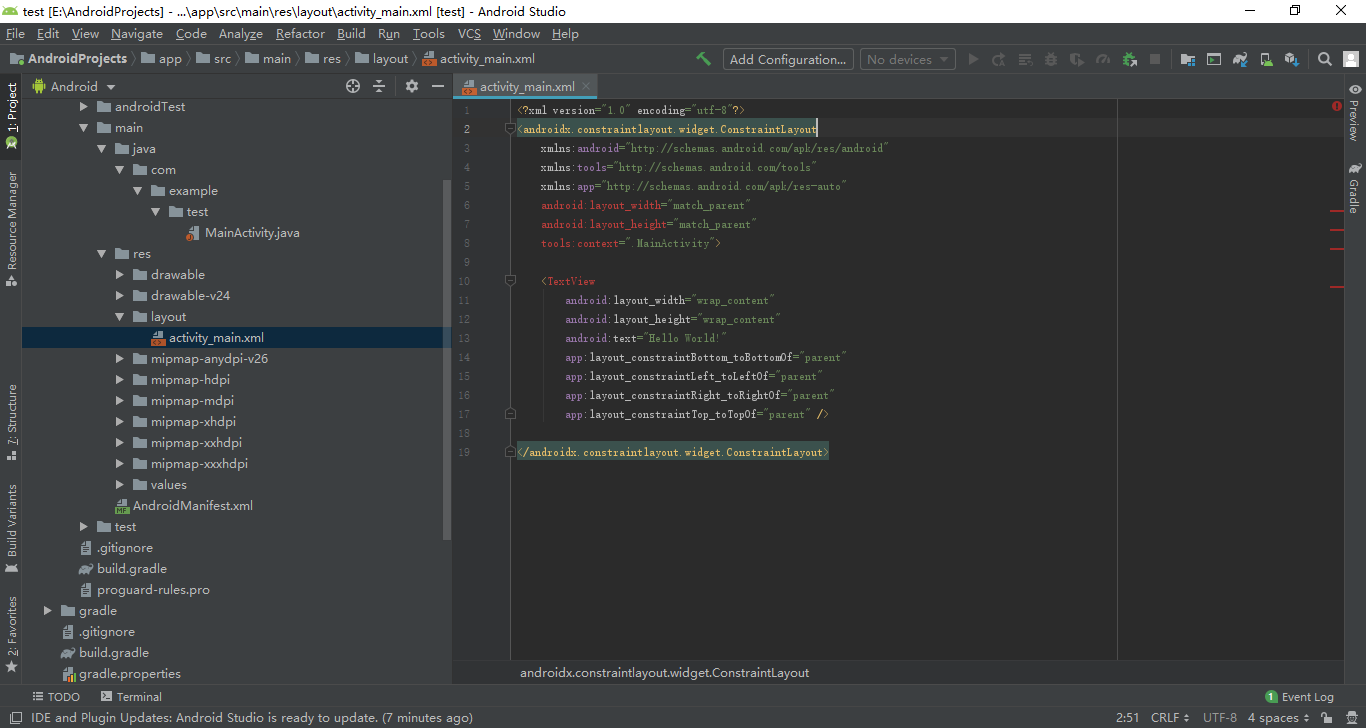 test [E:\AndroidProjects] - ...\app\src\main\res\layout\activity_main.xml [test] - Android Studio
File Edit View Navigate Code Analyze Refactor Build Run Tools VCS Window Help
AndroidProjects app src main res layout activity_main.xml Add Configuration... No devices
1: Project
Resource Manager
7: Structure
Build Variants
2: Favorites
Android
androidTest
main
java
com
example
test
MainActivity.java
res
drawable
drawable-v24
layout
activity_main.xml
mipmap-anydpi-v26
mipmap-hdpi
mipmap-mdpi
mipmap-xhdpi
mipmap-xxhdpi
mipmap-xxxhdpi
values
AndroidManifest.xml
test
.gitignore
build.gradle
proguard-rules.pro
gradle
.gitignore
build.gradle
gradle.properties
activity_main.xml
1 <?xml version="1.0" encoding="utf-8"?>
2 <androidx.constraintlayout.widget.ConstraintLayout
3 xmlns:android="http://schemas.android.com/apk/res/android"
4 xmlns:tools="http://schemas.android.com/tools"
5 xmlns:app="http://schemas.android.com/apk/res-auto"
6 android:layout_width="match_parent"
7 android:layout_height="match_parent"
8 tools:context=".MainActivity">
9
10 <TextView
11 android:layout_width="wrap_content"
12 android:layout_height="wrap_content"
13 android:text="Hello World!"
14 app:layout_constraintBottom_toBottomOf="parent"
15 app:layout_constraintLeft_toLeftOf="parent"
16 app:layout_constraintRight_toRightOf="parent"
17 app:layout_constraintTop_toTopOf="parent" />
18
19 </androidx.constraintlayout.widget.ConstraintLayout>
androidx.constraintlayout.widget.ConstraintLayout
Preview
Gradle
TODO Terminal 1 Event Log
IDE and Plugin Updates: Android Studio is ready to update. (7 minutes ago) 2:51 CRLF UTF-8 4 spaces